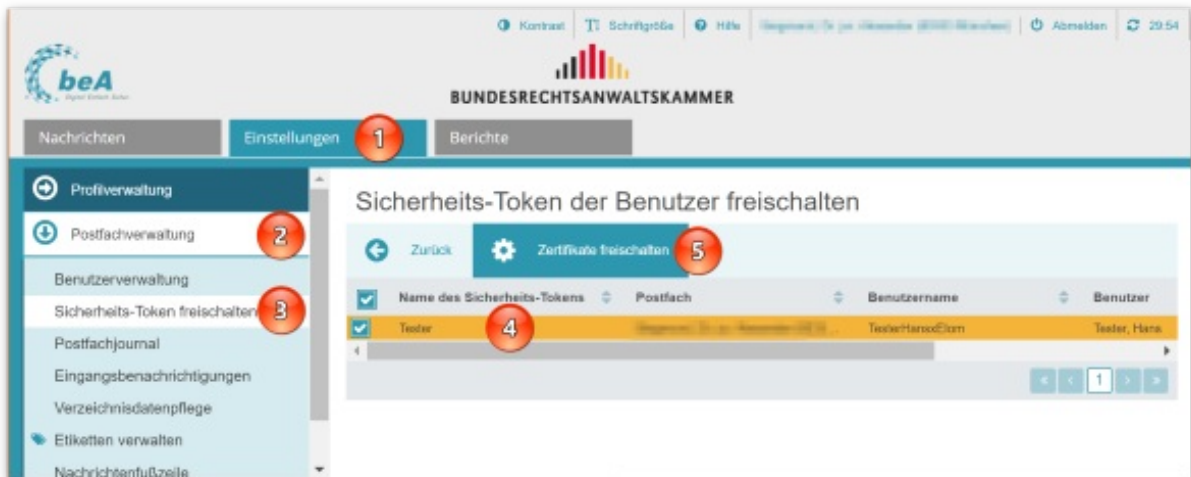 Kontrast Tt Schriftgröße Hilfe Abmelden 29:54
beA
BUNDESRECHTSANWALTSKAMMER
Nachrichten Einstellungen 1 Berichte
Profilverwaltung
Postfachverwaltung 2
Benutzerverwaltung
Sicherheits-Token freischalten 3
Postfachjournal
Eingangsbenachrichtigungen
Verzeichnisdatenpflege
Etiketten verwalten
Nachrichtenfußzeile
Sicherheits-Token der Benutzer freischalten
Zurück Zertifikate freischalten 5
Name des Sicherheits-Tokens Postfach Benutzername Benutzer
Tester 4 Tester, Hans
« < 1 > »